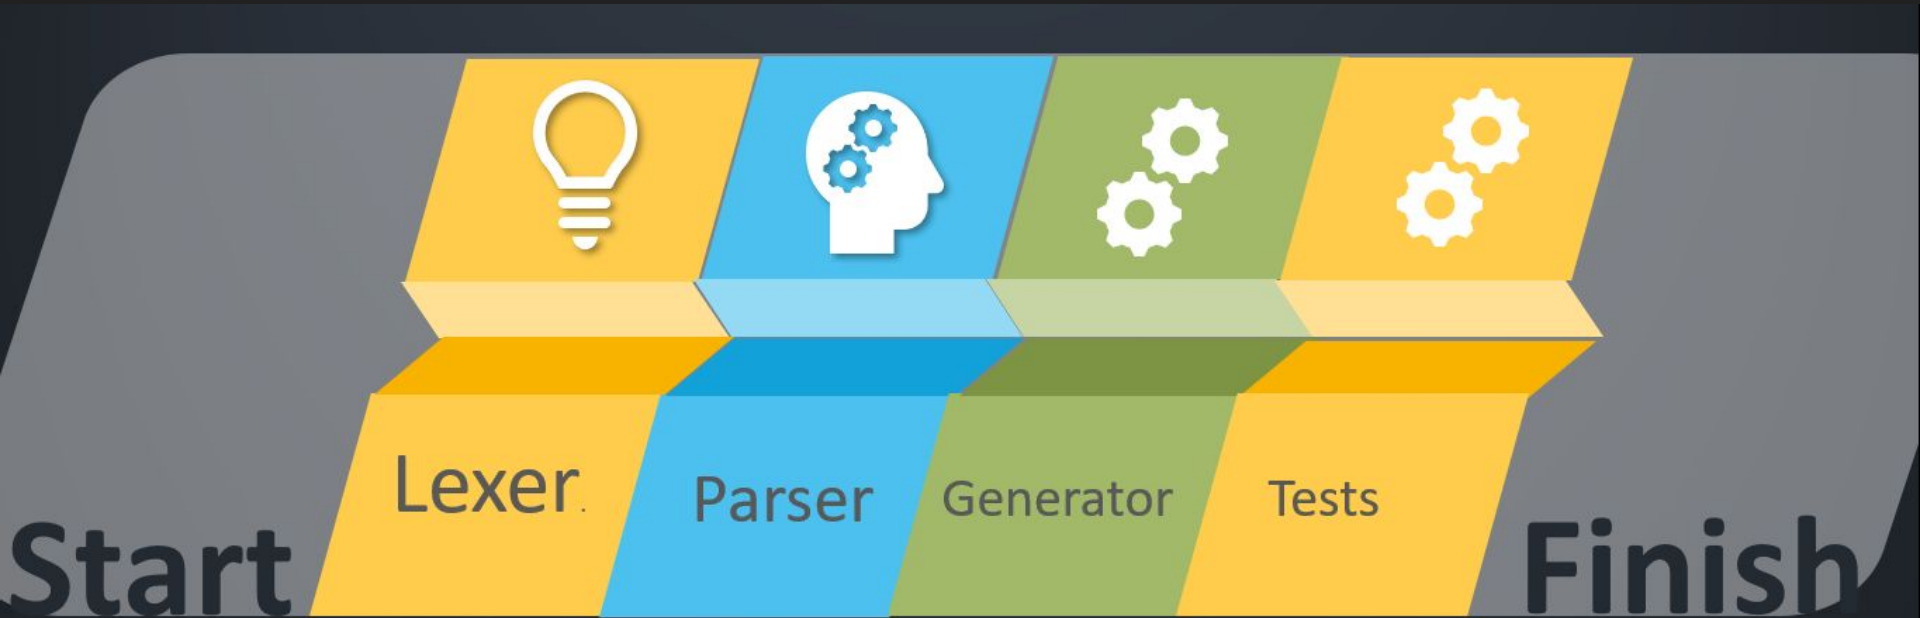 Start
Lexer.
Parser
Generator
Tests
Finish